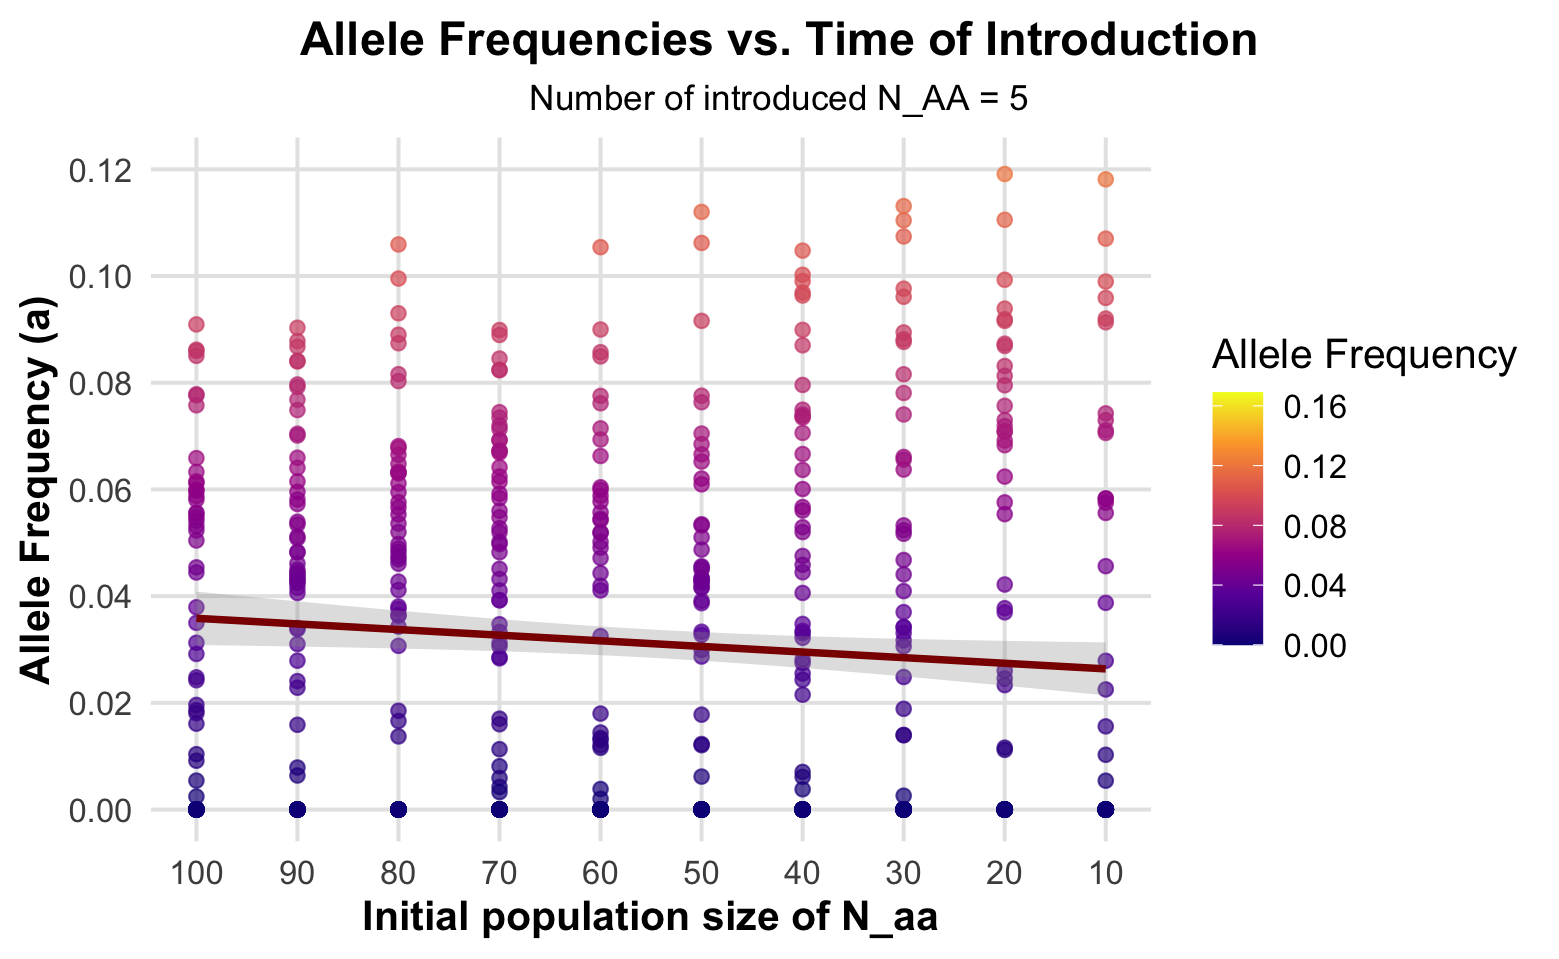 Allele Frequencies vs. Time of Introduction
Number of introduced N_AA = 5
Allele Frequency (a)
0.12
0.10
0.08
0.06
0.04
0.02
0.00
100 90 80 70 60 50 40 30 20 10
Initial population size of N_aa
Allele Frequency
0.16
0.12
0.08
0.04
0.00